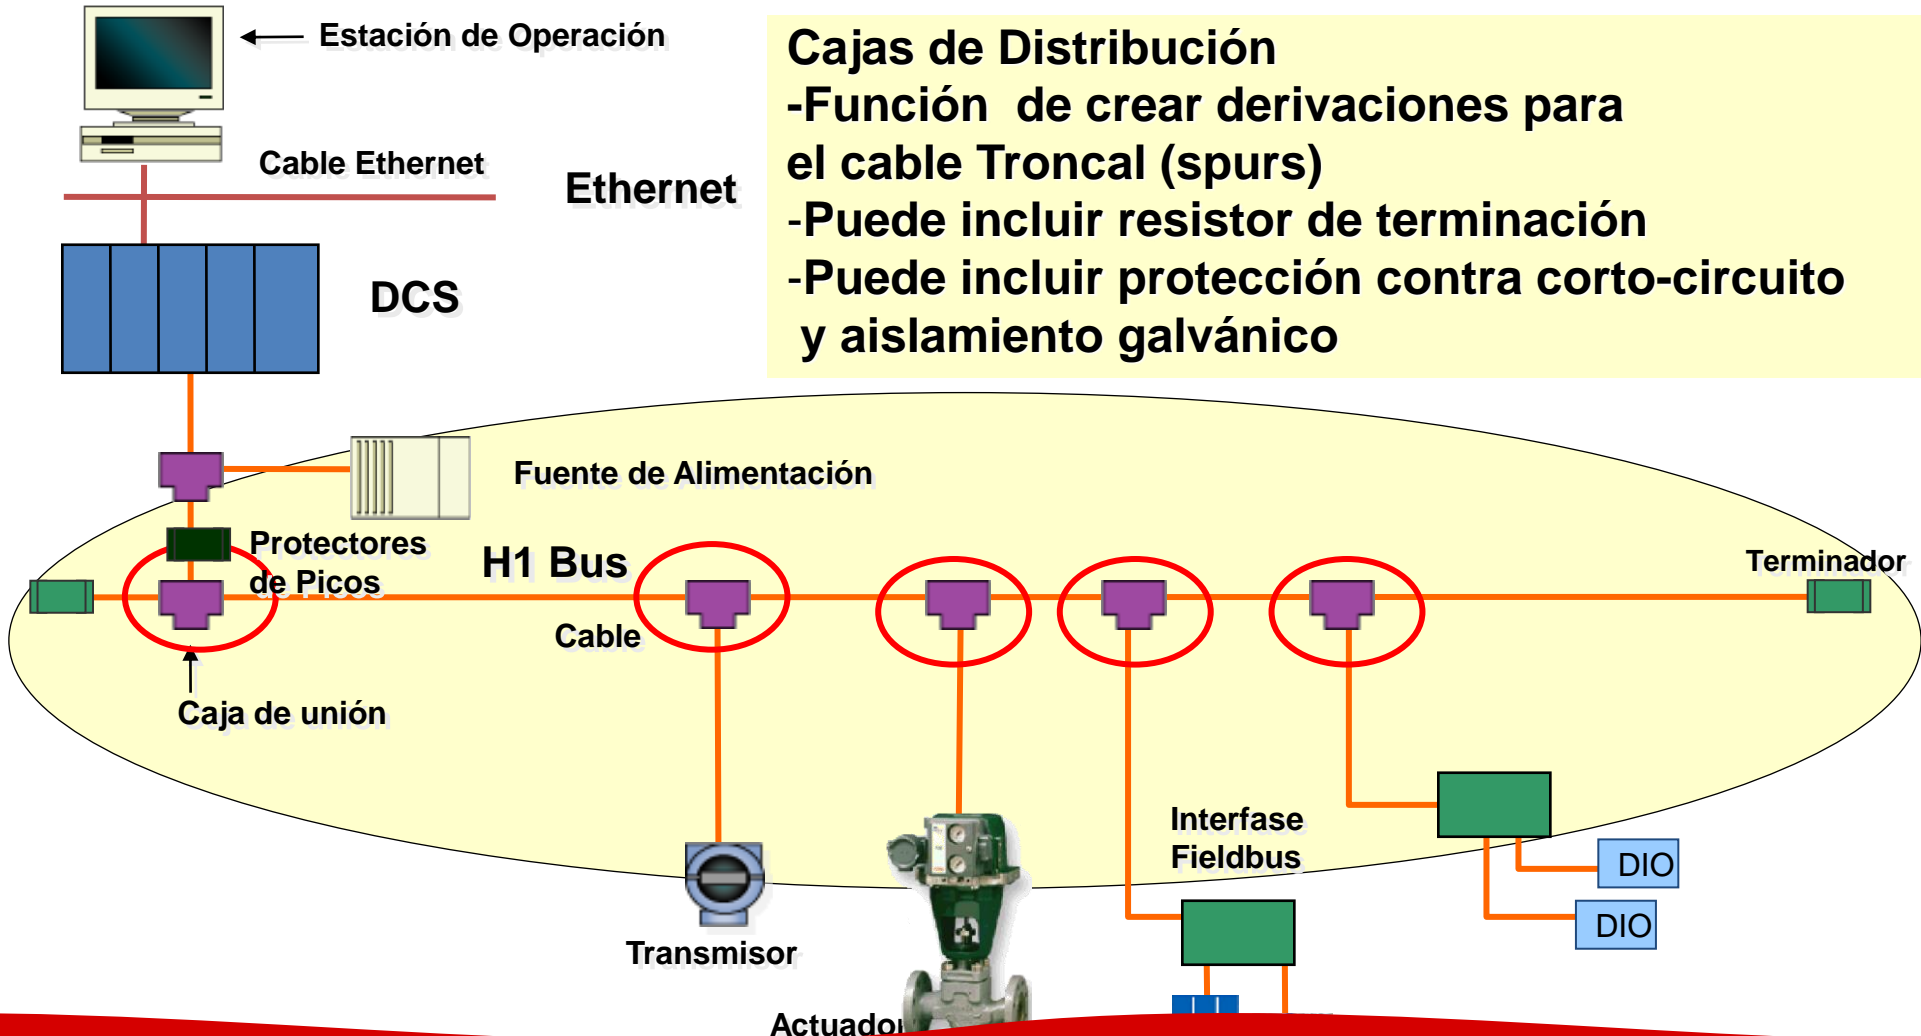 Estación de Operación
Cajas de Distribución
-Función de crear derivaciones para
el cable Troncal (spurs)
-Puede incluir resistor de terminación
-Puede incluir protección contra corto-circuito
y aislamiento galvánico
Cable Ethernet
Ethernet
DCS
Fuente de Alimentación
Protectores
de Picos
H1 Bus
Terminador
Cable
Caja de unión
Interfase
Fieldbus
DIO
DIO
Transmisor
Actuador